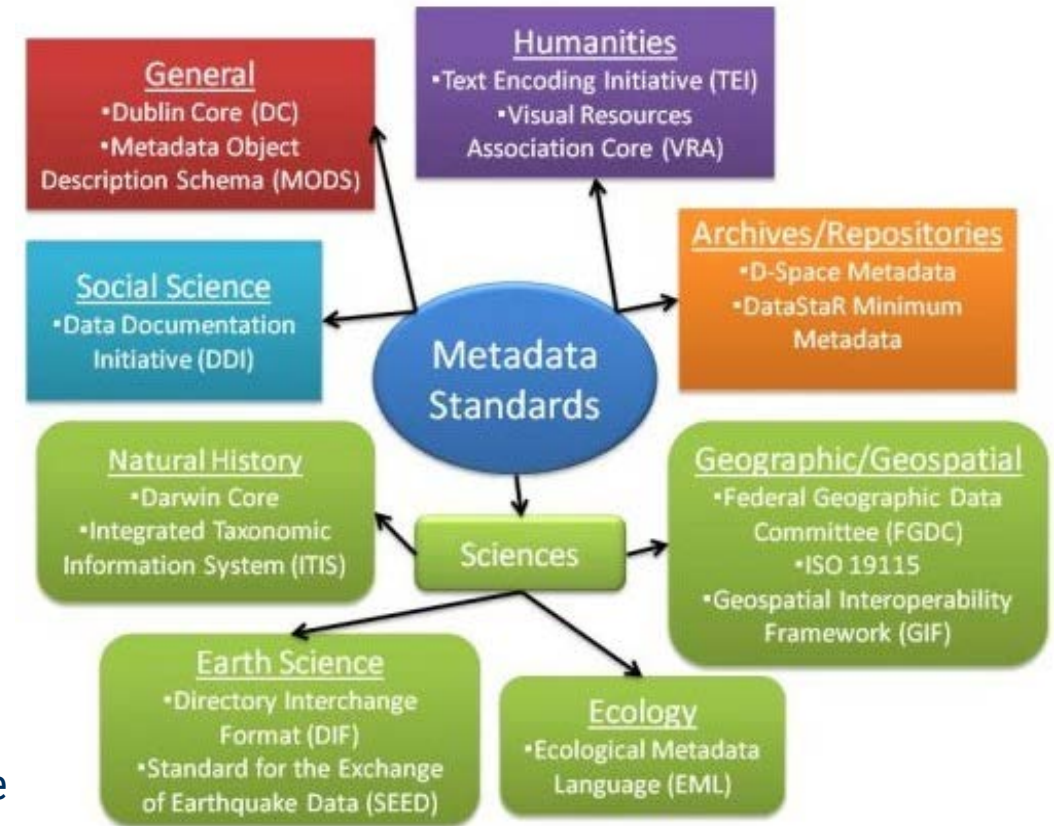 General
▪Dublin Core (DC)
▪Metadata Object
Description Schema (MODS)
Humanities
▪Text Encoding Initiative (TEI)
▪Visual Resources
Association Core (VRA)
Social Science
▪Data Documentation
Initiative (DDI)
Metadata
Standards
Archives/Repositories
▪D-Space Metadata
▪DataStaR Minimum
Metadata
Natural History
▪Darwin Core
▪Integrated Taxonomic
Information System (ITIS)
Sciences
Geographic/Geospatial
▪Federal Geographic Data
Committee (FGDC)
▪ISO 19115
▪Geospatial Interoperability
Framework (GIF)
Earth Science
▪Directory Interchange
Format (DIF)
▪Standard for the Exchange
of Earthquake Data (SEED)
Ecology
▪Ecological Metadata
Language (EML)
e